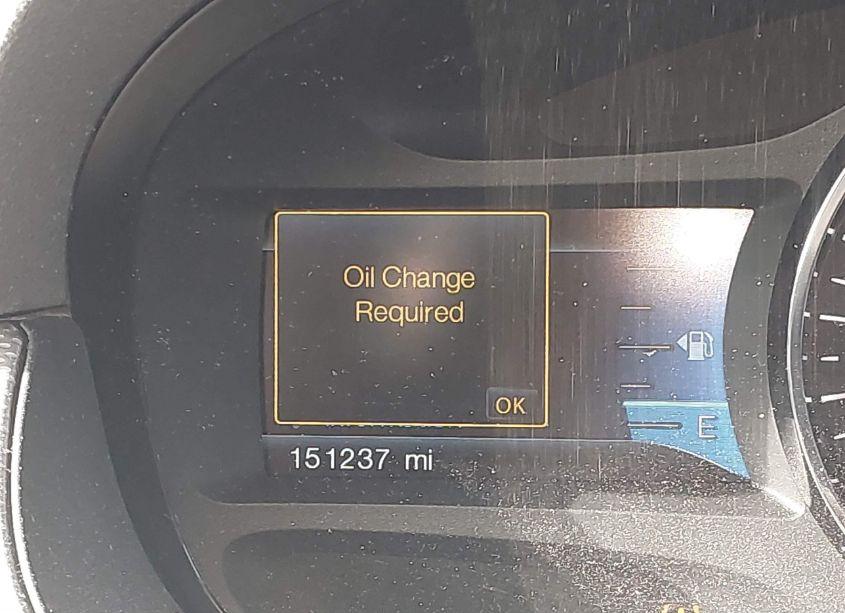 Oil Change
Required
OK
E
151237 mi